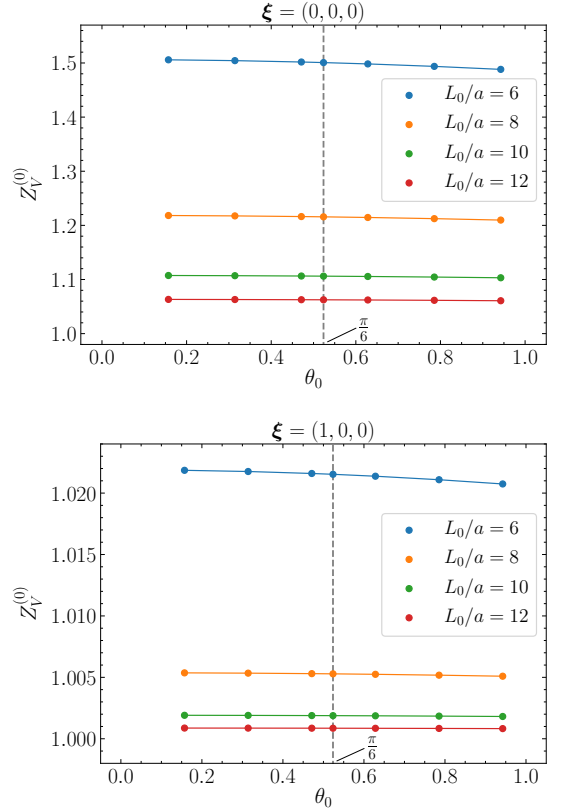 ξ = (0, 0, 0)
Z_V^{(0)}
1.5
1.4
1.3
1.2
1.1
1.0
L_0/a = 6
L_0/a = 8
L_0/a = 10
L_0/a = 12
π/6
0.0 0.2 0.4 0.6 0.8 1.0
θ_0
ξ = (1, 0, 0)
Z_V^{(0)}
1.020
1.015
1.010
1.005
1.000
L_0/a = 6
L_0/a = 8
L_0/a = 10
L_0/a = 12
π/6
0.0 0.2 0.4 0.6 0.8 1.0
θ_0